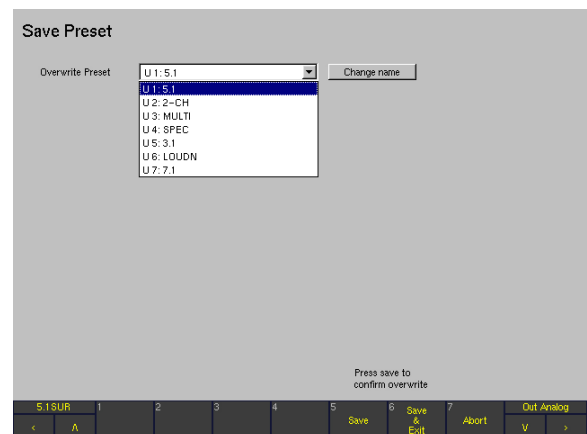 Save Preset
Overwrite Preset
U 1: 5.1
Change name
U 1: 5.1
U 2: 2-CH
U 3: MULTI
U 4: SPEC
U 5: 3.1
U 6: LOUDN
U 7: 7.1
Press save to
confirm overwrite
5.1SUR
1
2
3
4
5
Save
6
Save
&
Exit
7
Abort
Out Analog
< Λ
V >